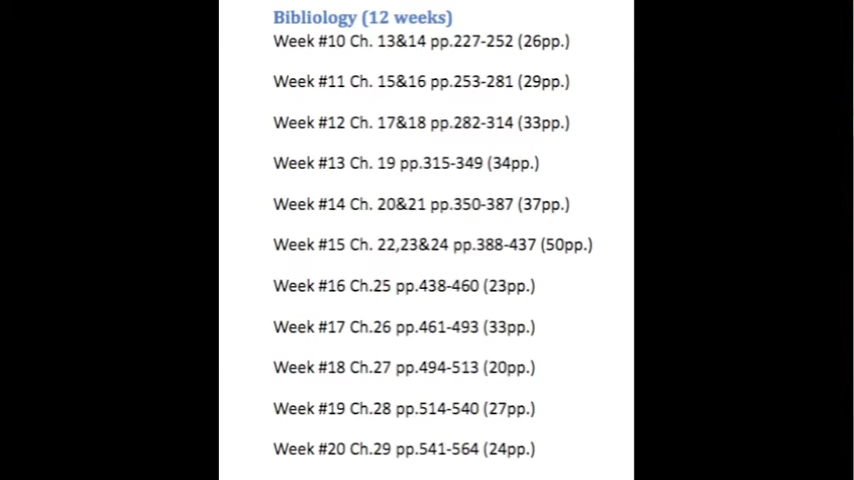 Bibliology (12 weeks)
Week #10 Ch. 13&14 pp.227-252 (26pp.)
Week #11 Ch. 15&16 pp.253-281 (29pp.)
Week #12 Ch. 17&18 pp.282-314 (33pp.)
Week #13 Ch. 19 pp.315-349 (34pp.)
Week #14 Ch. 20&21 pp.350-387 (37pp.)
Week #15 Ch. 22,23&24 pp.388-437 (50pp.)
Week #16 Ch.25 pp.438-460 (23pp.)
Week #17 Ch.26 pp.461-493 (33pp.)
Week #18 Ch.27 pp.494-513 (20pp.)
Week #19 Ch.28 pp.514-540 (27pp.)
Week #20 Ch.29 pp.541-564 (24pp.)